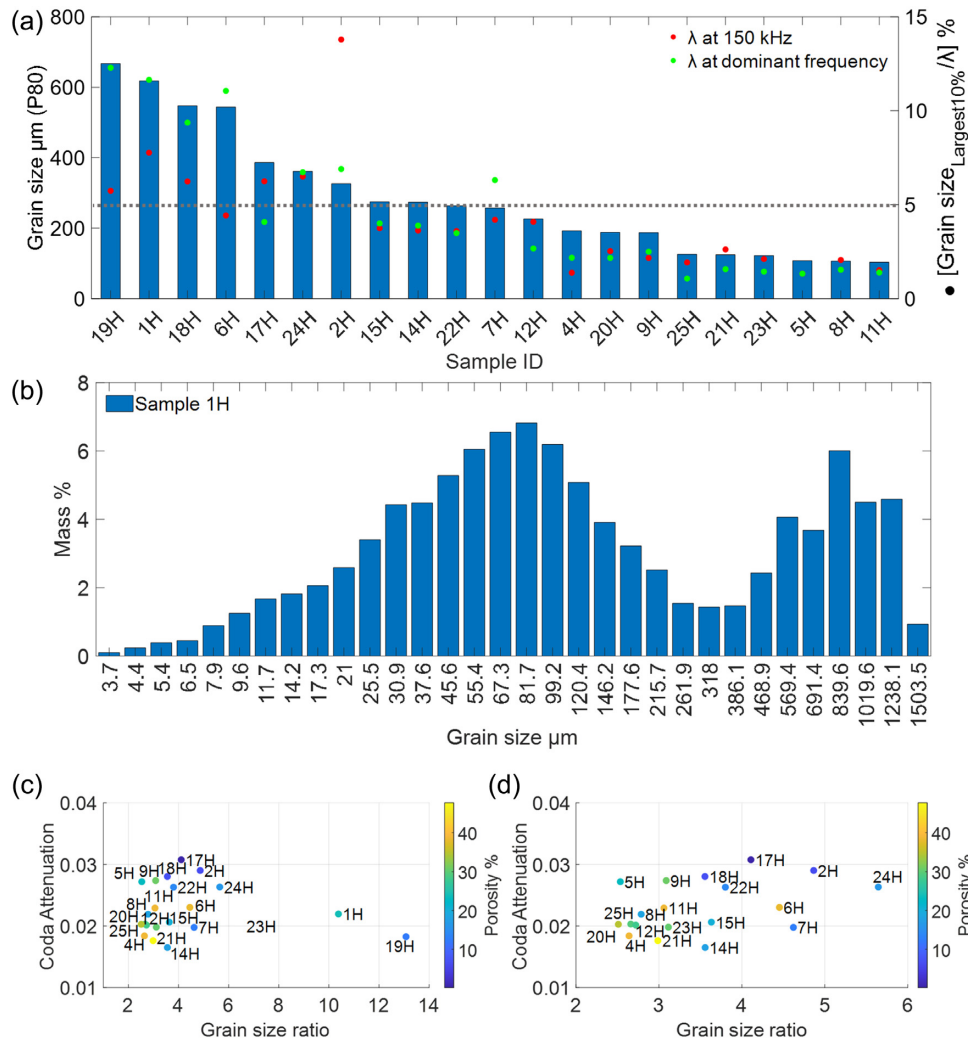 (a)
800
600
400
200
0
Grain size µm (P80)
λ at 150 kHz
λ at dominant frequency
15
10
5
0
● [Grain size Largest10%/λ] %
19H 1H 18H 6H 17H 24H 2H 15H 14H 22H 7H 12H 4H 20H 9H 25H 21H 23H 5H 8H 11H
Sample ID
(b)
8
6
4
2
0
Mass %
Sample 1H
3.7 4.4 5.4 6.5 7.9 9.6 11.7 14.2 17.3 21 25.5 30.9 37.6 45.6 55.4 67.3 81.7 99.2 120.4 146.2 177.6 215.7 261.9 318 386.1 468.9 569.4 691.4 839.6 1019.6 1238.1 1503.5
Grain size µm
(c)
0.04
0.03
0.02
0.01
Coda Attenuation
17H
18H 2H
5H 9H
22H 24H
11H
8H 6H 1H
20H 12H 15H
25H 7H 23H
4H 21H 19H
14H
2 4 6 8 10 12 14
Grain size ratio
40
30
20
10
Porosity %
(d)
0.04
0.03
0.02
0.01
Coda Attenuation
17H
18H 2H
5H 9H
22H 24H
11H 6H
25H 8H
15H
20H 12H 23H 7H
4H 21H
14H
2 3 4 5 6
Grain size ratio
40
30
20
10
Porosity %